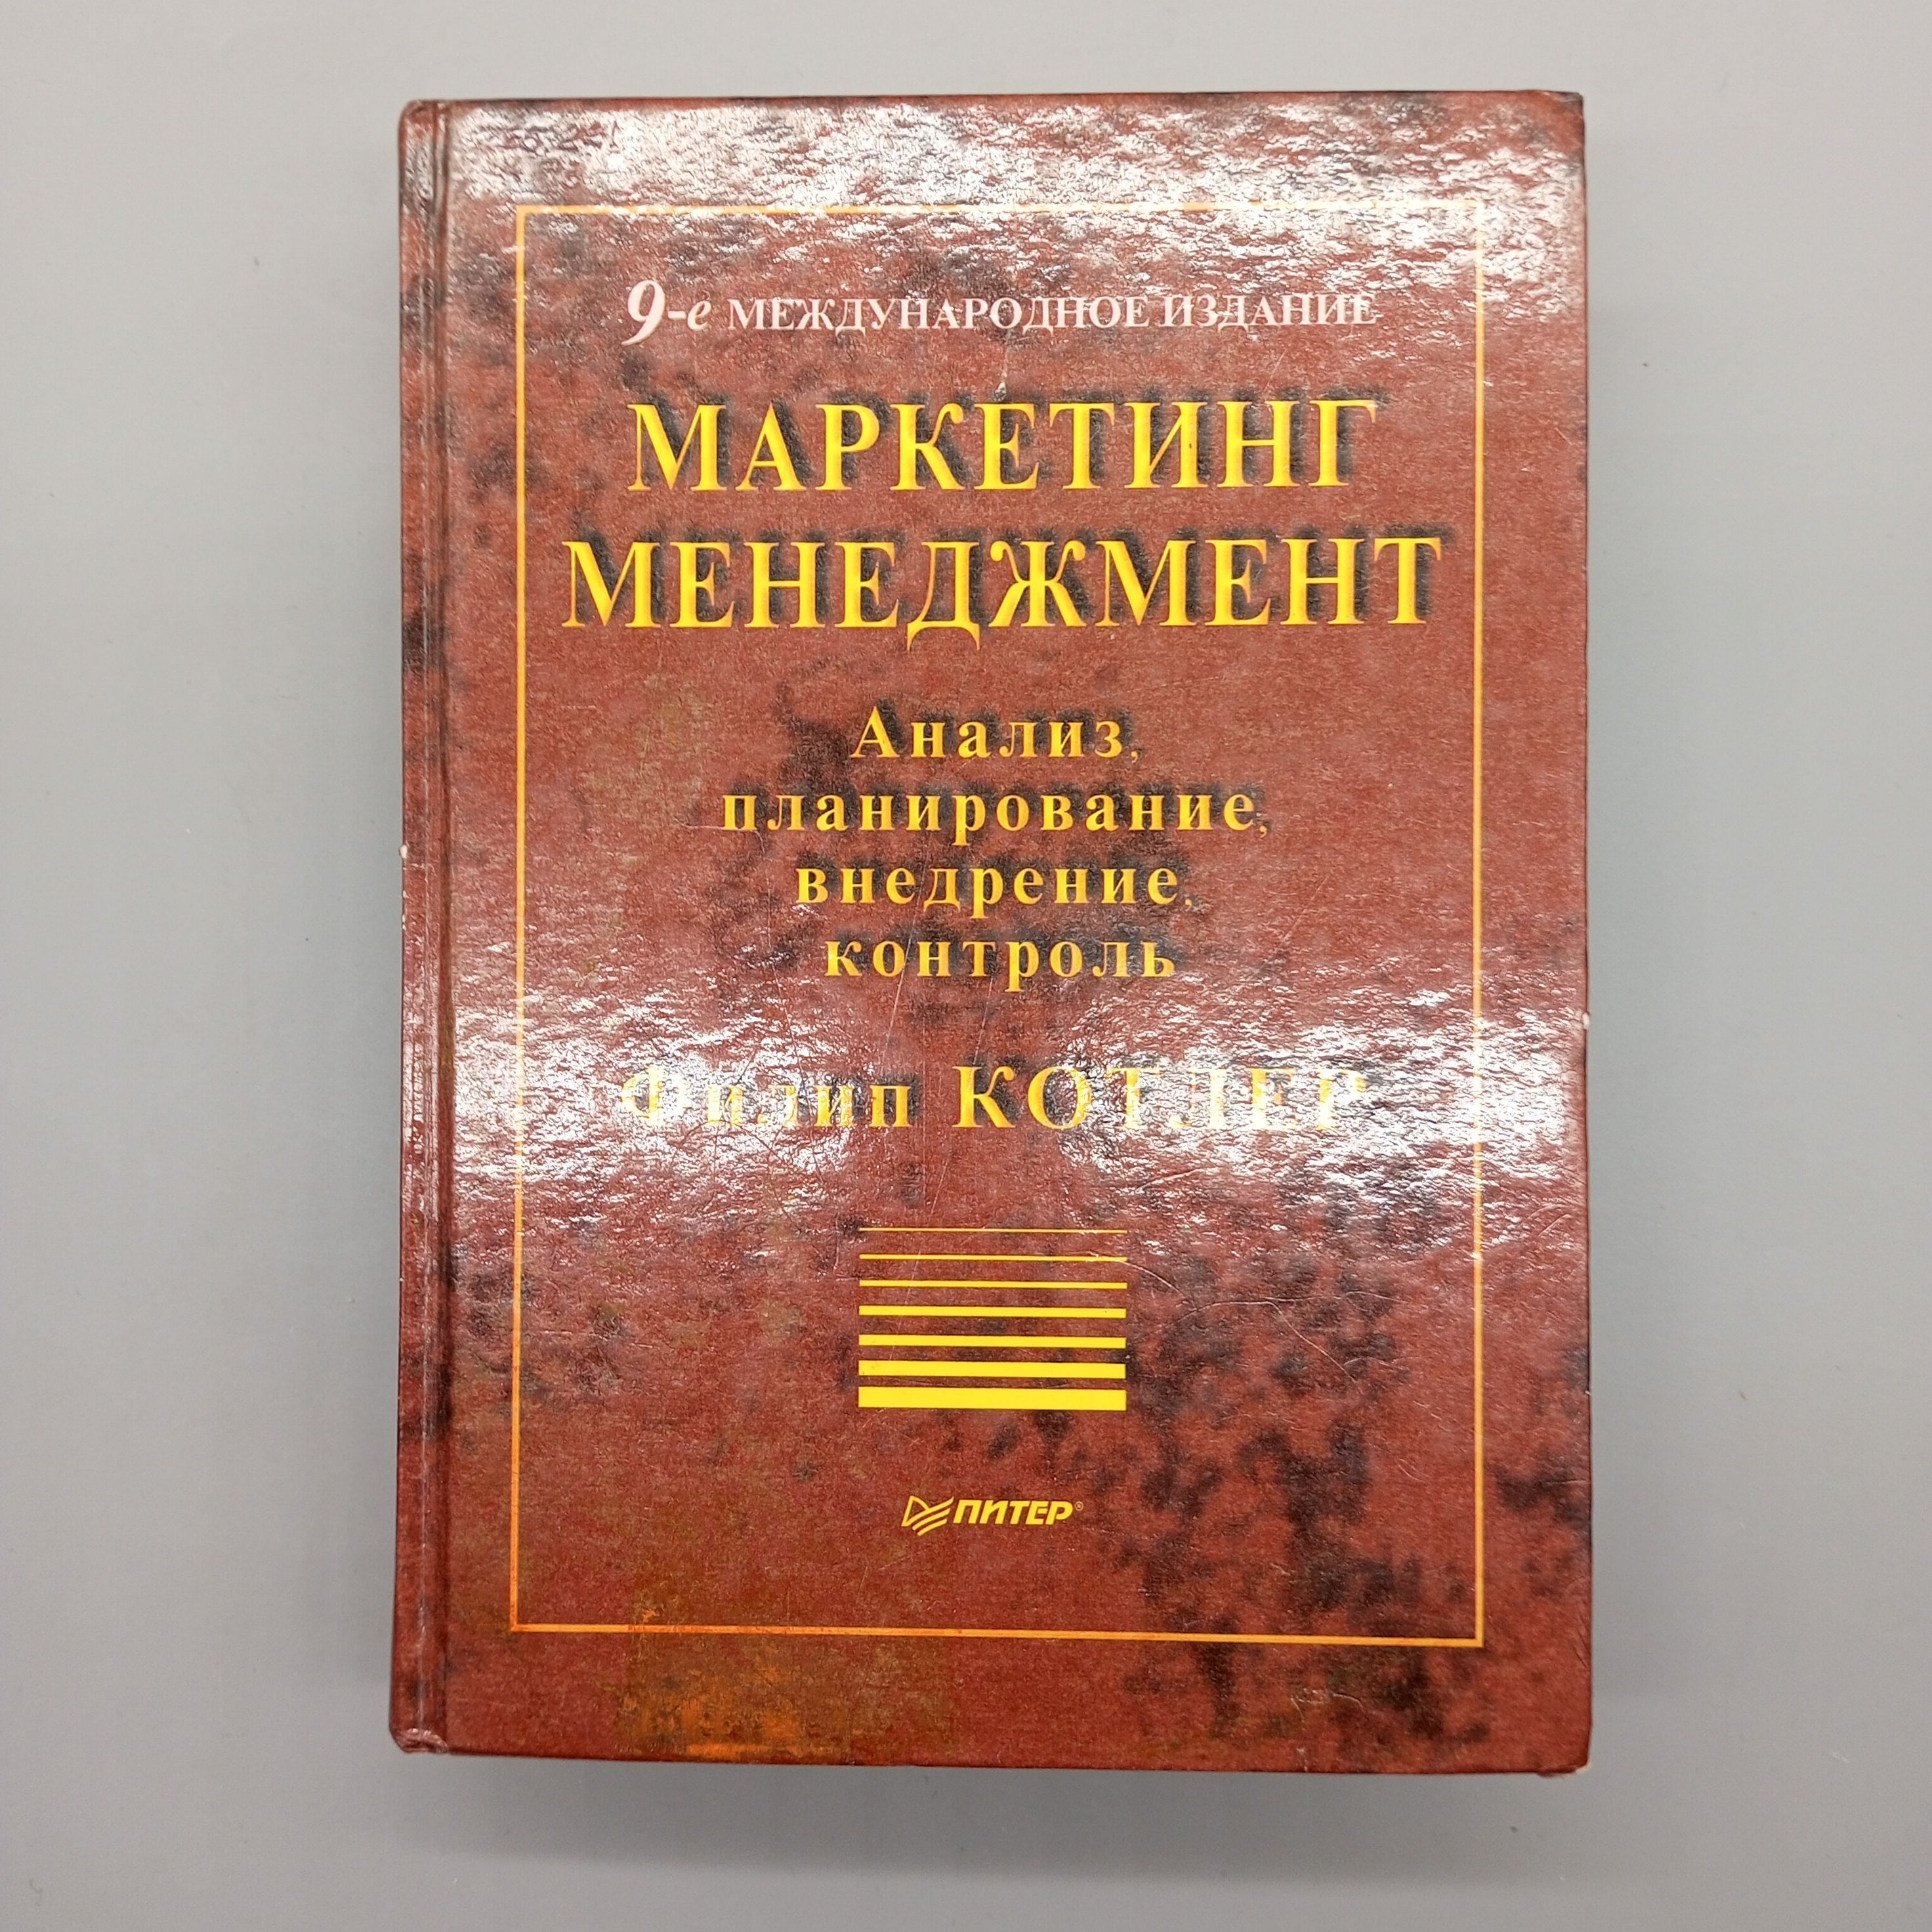 9-е МЕЖДУНАРОДНОЕ ИЗДАНИЕ
МАРКЕТИНГ
МЕНЕДЖМЕНТ
Анализ,
планирование,
внедрение,
контроль
Филип КОТЛЕР
ПИТЕР®